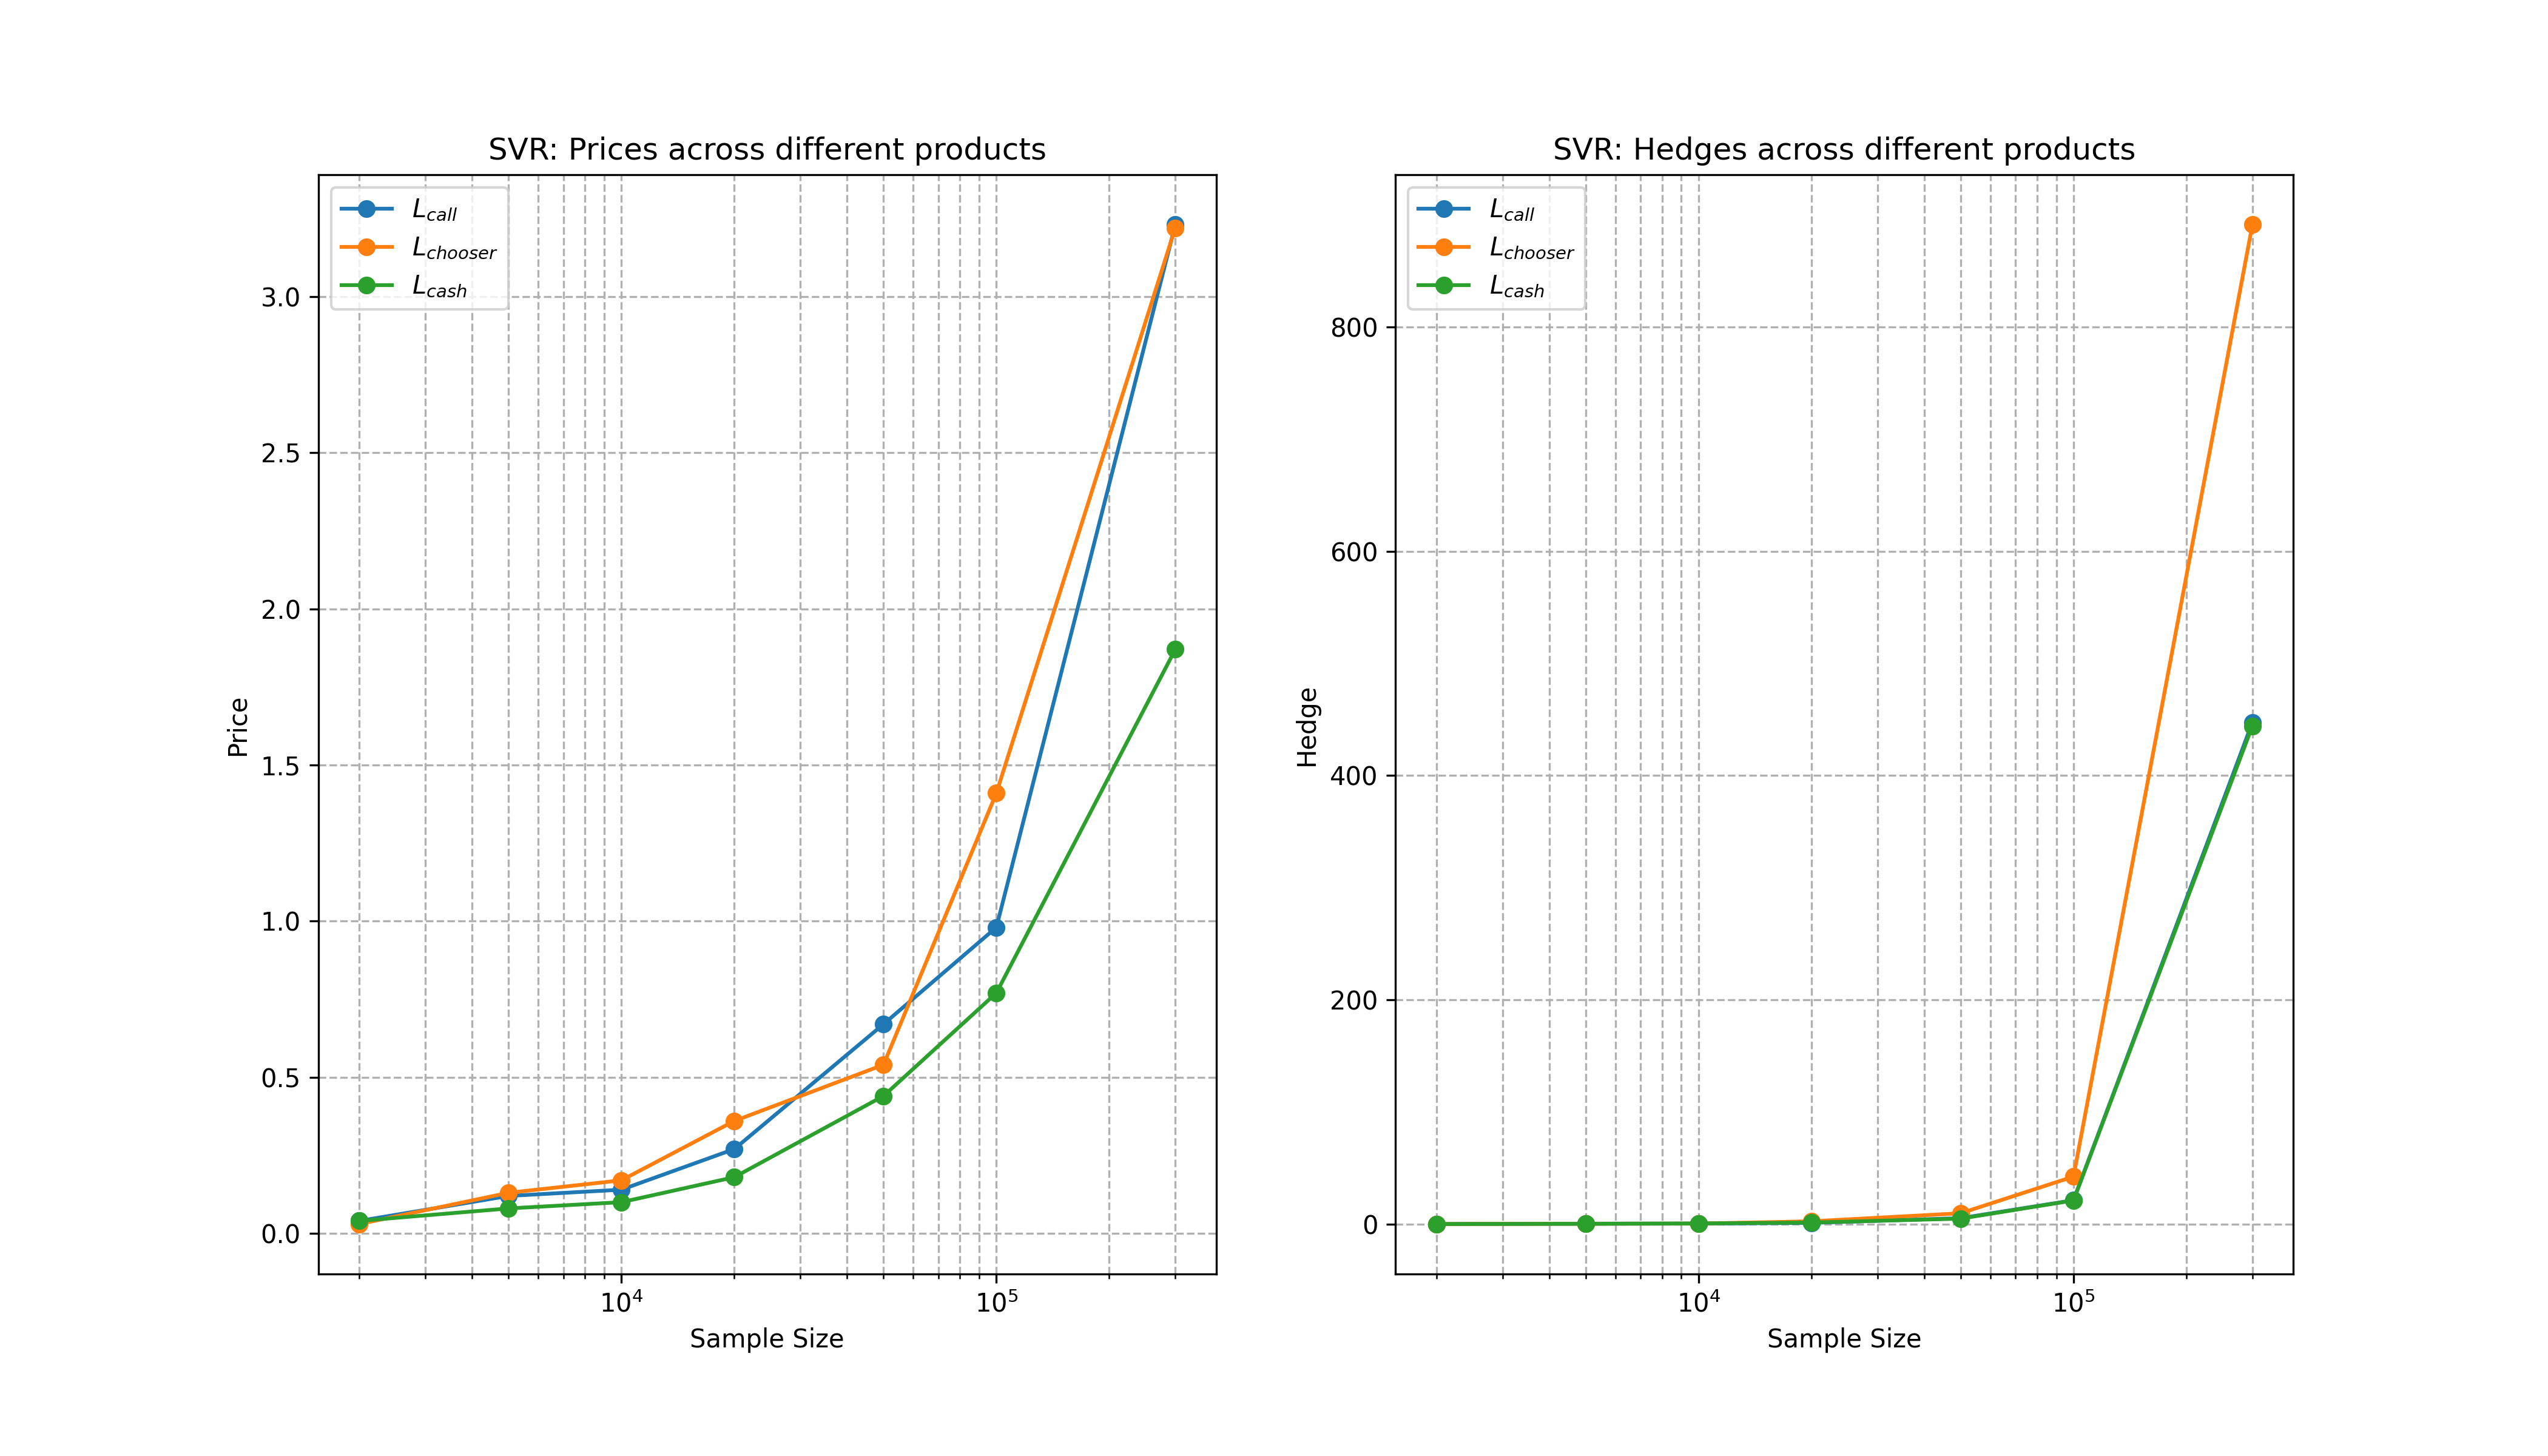 SVR: Prices across different products
L_call
L_chooser
L_cash
3.0
2.5
2.0
1.5
1.0
0.5
0.0
Price
10^4
10^5
Sample Size
SVR: Hedges across different products
L_call
L_chooser
L_cash
800
600
400
200
0
Hedge
10^4
10^5
Sample Size